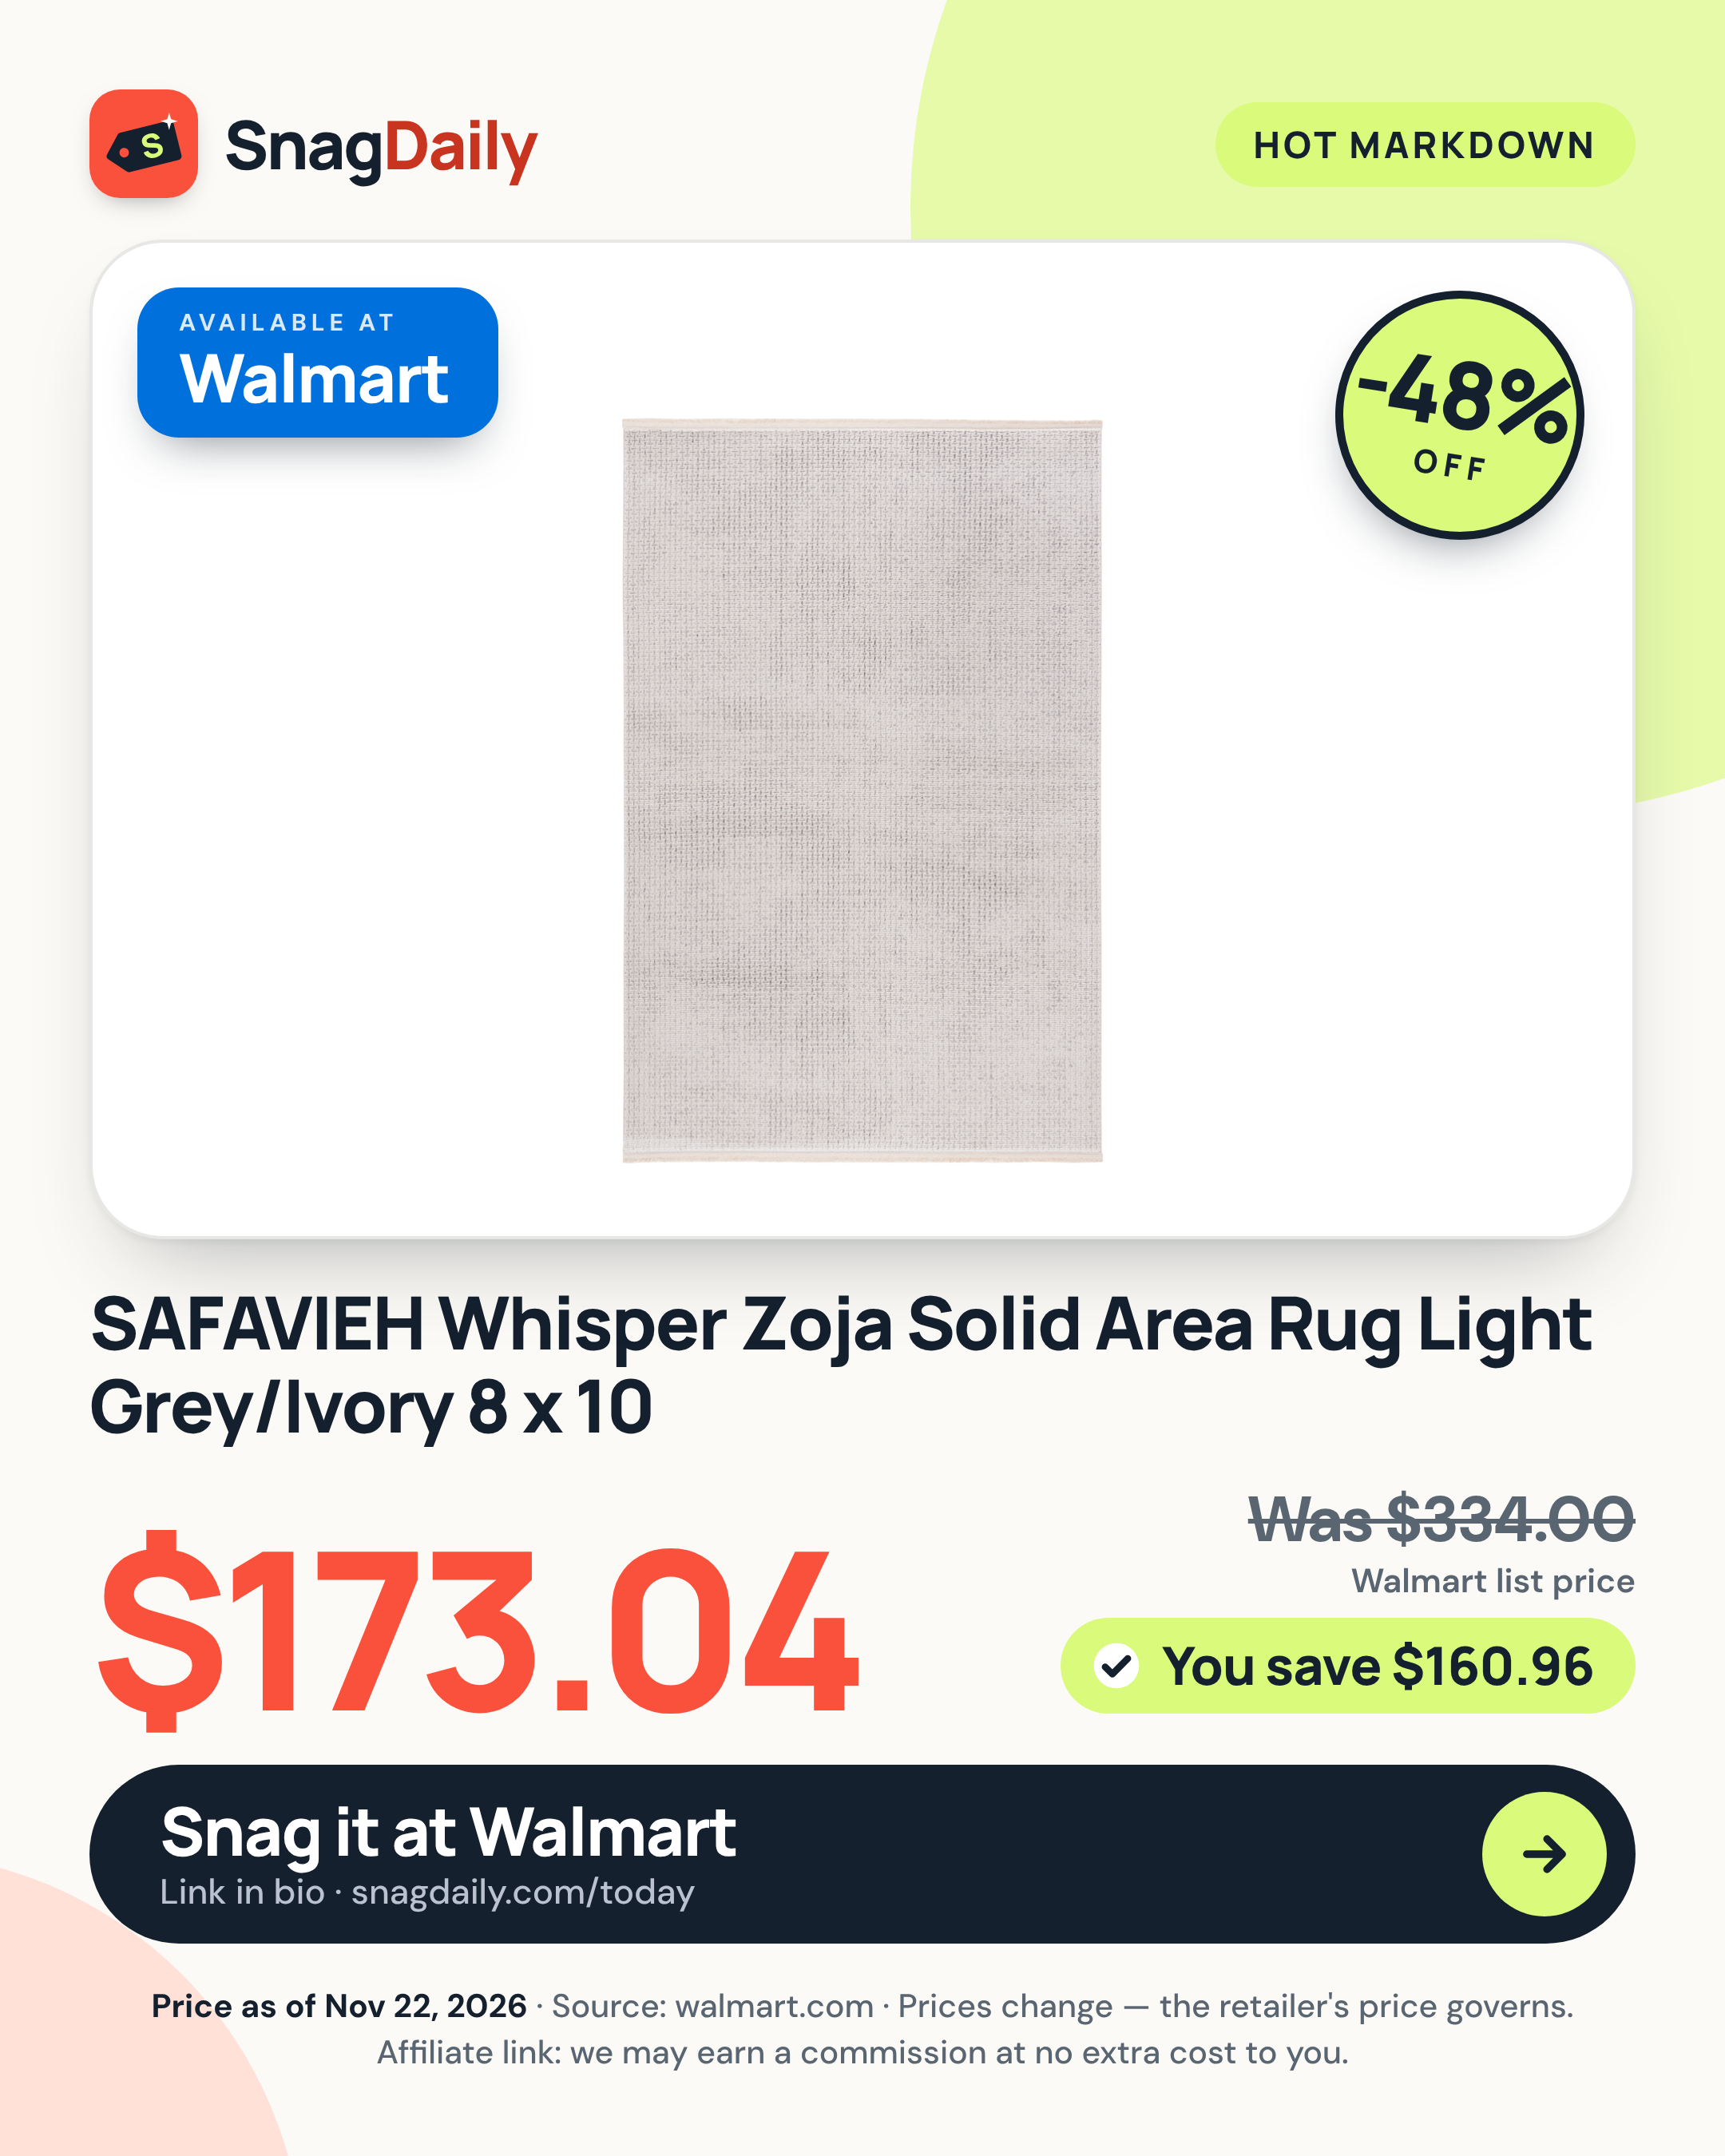 S
SnagDaily
HOT MARKDOWN
AVAILABLE AT
Walmart
-48%
OFF
SAFAVIEH Whisper Zoja Solid Area Rug Light
Grey/Ivory 8 x 10
$173.04
Was $334.00
Walmart list price
You save $160.96
Snag it at Walmart
Link in bio · snagdaily.com/today
Price as of Nov 22, 2026 · Source: walmart.com · Prices change — the retailer's price governs.
Affiliate link: we may earn a commission at no extra cost to you.